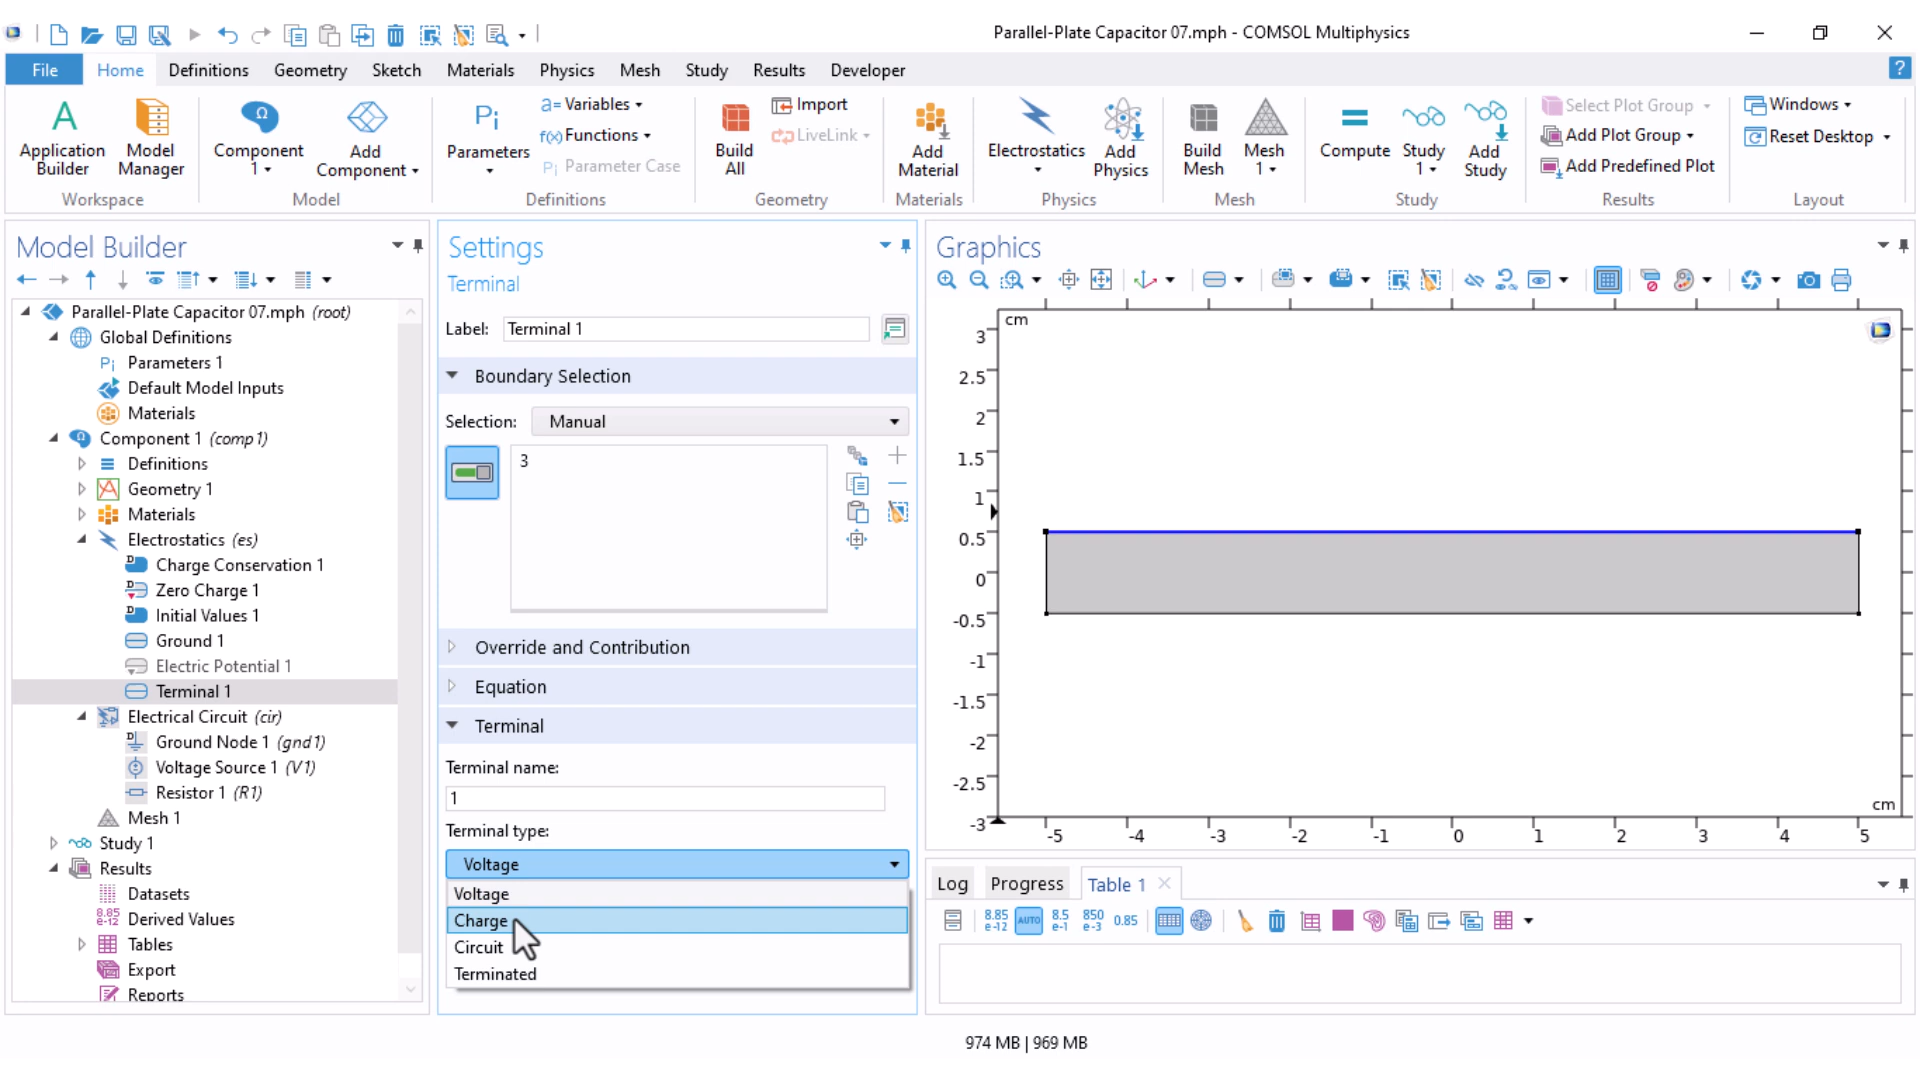 Parallel-Plate Capacitor 07.mph - COMSOL Multiphysics
File Home Definitions Geometry Sketch Materials Physics Mesh Study Results Developer
Application Builder
Model Manager
Workspace
Component 1
Add Component
Model
Pi Parameters
a= Variables
f(x) Functions
Pi Parameter Case
Definitions
Build All
Import
LiveLink
Geometry
Add Material
Materials
Electrostatics
Add Physics
Physics
Build Mesh
Mesh 1
Mesh
Compute
Study 1
Add Study
Study
Select Plot Group
Add Plot Group
Add Predefined Plot
Results
Windows
Reset Desktop
Layout
Model Builder
Parallel-Plate Capacitor 07.mph (root)
Global Definitions
Pi Parameters 1
Default Model Inputs
Materials
Component 1 (comp1)
Definitions
Geometry 1
Materials
Electrostatics (es)
D Charge Conservation 1
D Zero Charge 1
D Initial Values 1
Ground 1
Electric Potential 1
Terminal 1
Electrical Circuit (cir)
D Ground Node 1 (gnd1)
Voltage Source 1 (V1)
Resistor 1 (R1)
Mesh 1
Study 1
Results
Datasets
8.85 e-12 Derived Values
Tables
Export
Reports
Settings
Terminal
Label: Terminal 1
Boundary Selection
Selection: Manual
3
Override and Contribution
Equation
Terminal
Terminal name:
1
Terminal type:
Voltage
Voltage
Charge
Circuit
Terminated
Graphics
cm
3
2.5
2
1.5
1
0.5
0
-0.5
-1
-1.5
-2
-2.5
-3
cm
-5 -4 -3 -2 -1 0 1 2 3 4 5
Log Progress Table 1
8.85 e-12 AUTO 8.5 e-1 850 e-3 0.85
974 MB | 969 MB